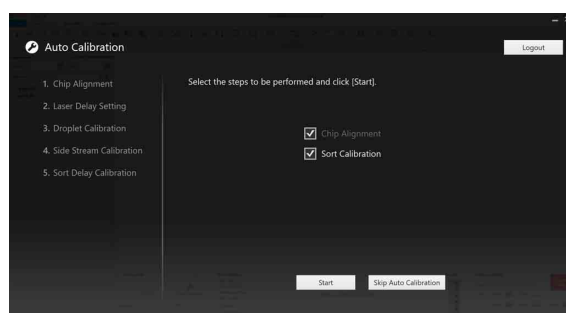 Auto Calibration
Logout
1. Chip Alignment
2. Laser Delay Setting
3. Droplet Calibration
4. Side Stream Calibration
5. Sort Delay Calibration
Select the steps to be performed and click [Start].
Chip Alignment
Sort Calibration
Start
Skip Auto Calibration